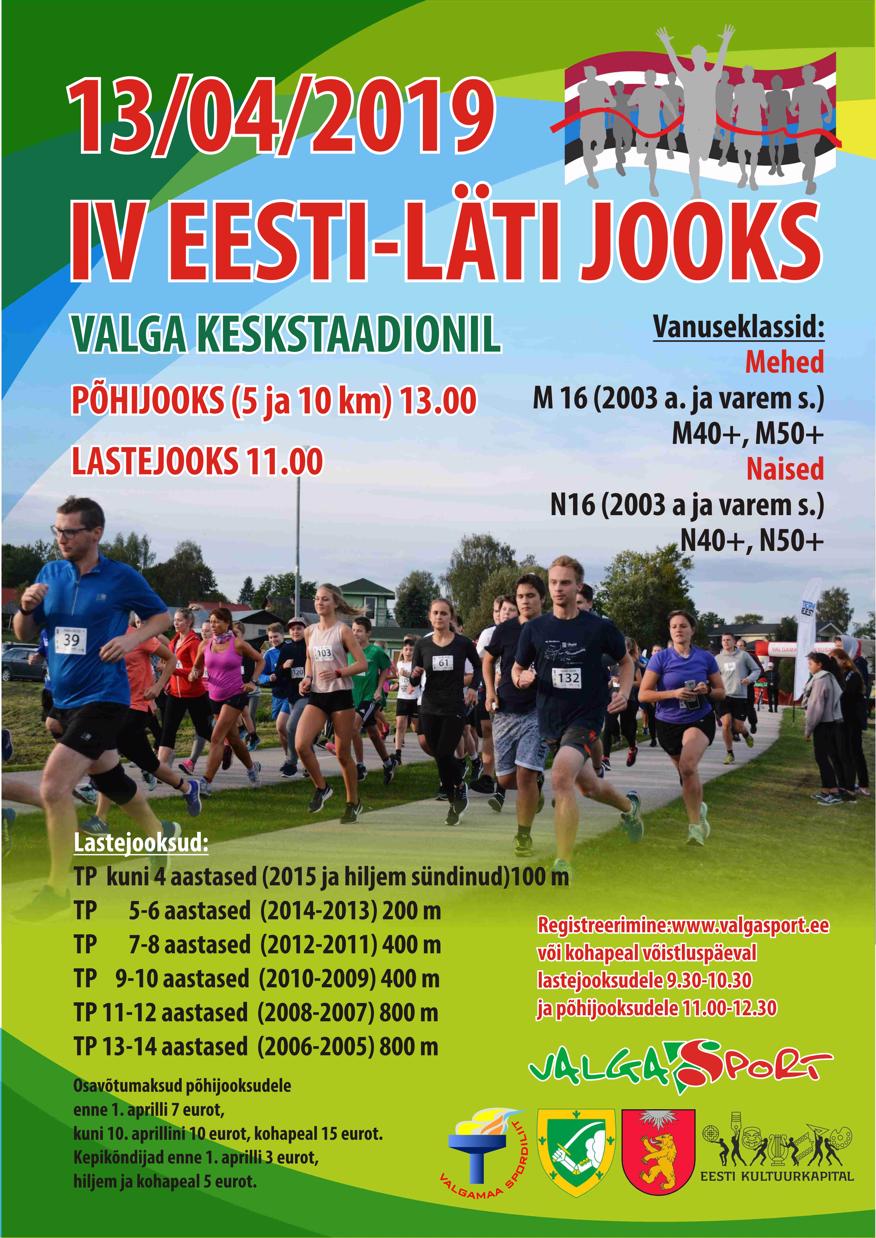 13/04/2019
IV EESTI-LÄTI JOOKS
VALGA KESKSTAADIONIL
PÕHIJOOKS (5 ja 10 km) 13.00
LASTEJOOKS 11.00
Vanuseklassid:
Mehed
M 16 (2003 a. ja varem s.)
M40+, M50+
Naised
N16 (2003 a ja varem s.)
N40+, N50+
39
103
120
61
132
Lastejooksud:
TP kuni 4 aastased (2015 ja hiljem sündinud)100 m
TP 5-6 aastased (2014-2013) 200 m
TP 7-8 aastased (2012-2011) 400 m
TP 9-10 aastased (2010-2009) 400 m
TP 11-12 aastased (2008-2007) 800 m
TP 13-14 aastased (2006-2005) 800 m
Registreerimine:www.valgasport.ee
või kohapeal võistluspäeval
lastejooksudele 9.30-10.30
ja põhijooksudele 11.00-12.30
Osavõtumaksud põhijooksudele
enne 1. aprilli 7 eurot,
kuni 10. aprillini 10 eurot, kohapeal 15 eurot.
Kepikõndijad enne 1. aprilli 3 eurot,
hiljem ja kohapeal 5 eurot.
VALGA SPORT
VALGAMAA SPORDILIIT
EESTI KULTUURKAPITAL